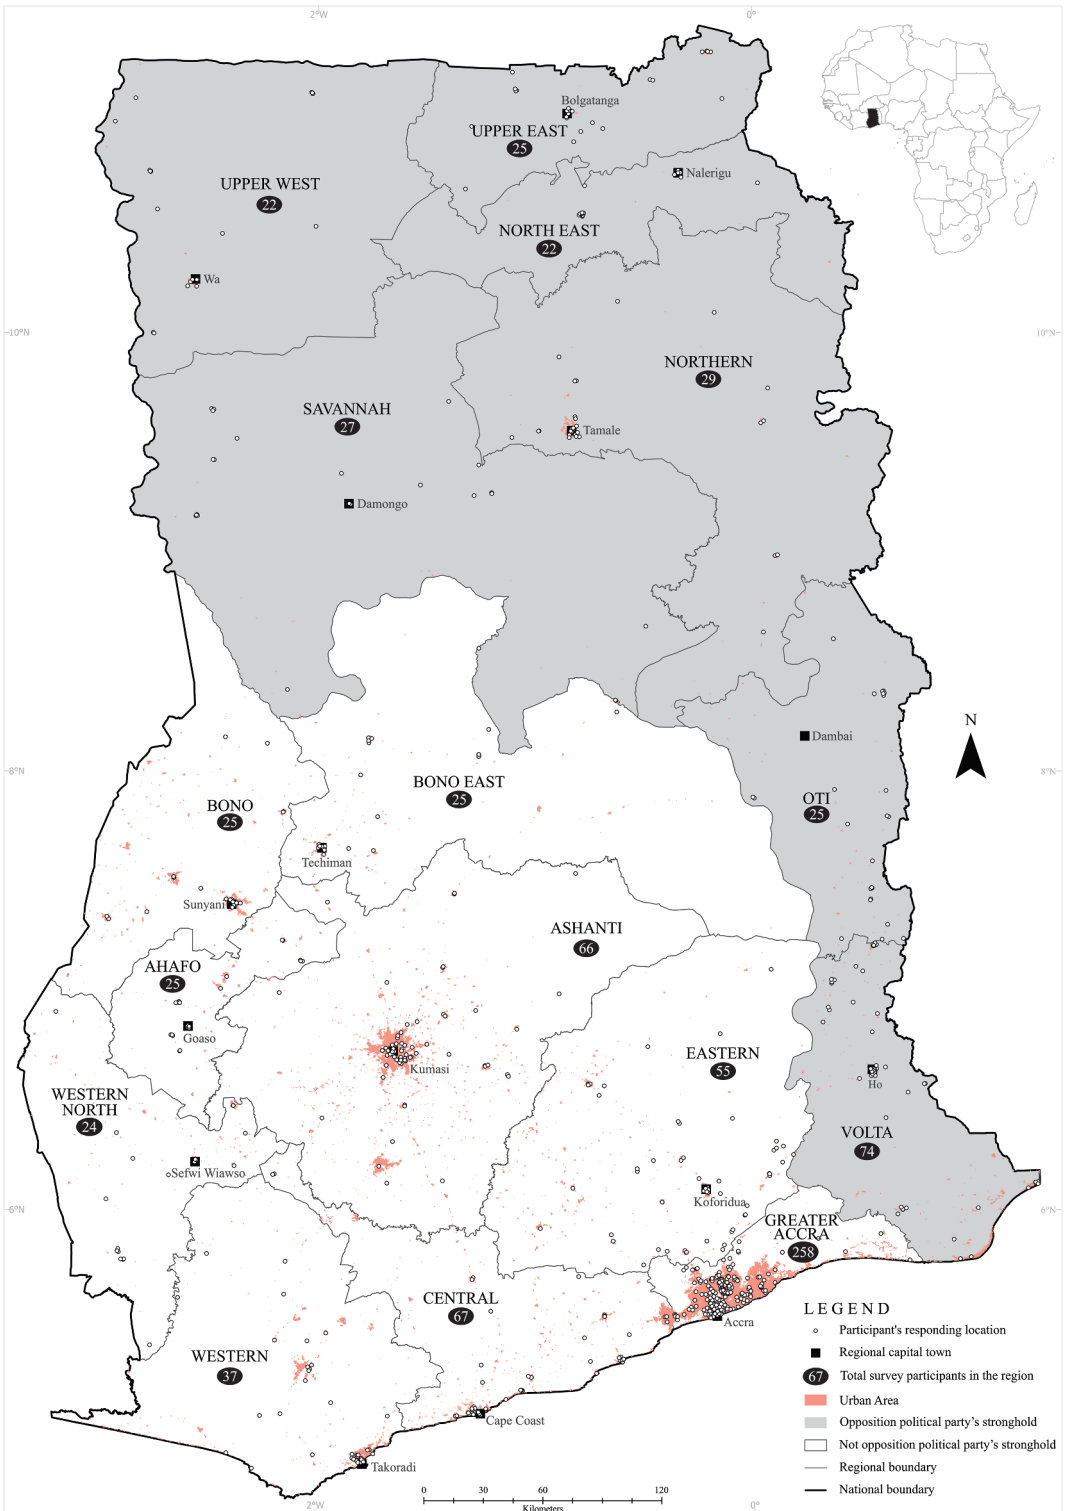 2°W
0°
Bolgatanga
UPPER EAST
25
Nalerigu
UPPER WEST
22
NORTH EAST
22
Wa
10°N
10°N
NORTHERN
29
SAVANNAH
27
Tamale
Damongo
N
Dambai
8°N
8°N
BONO EAST
25
OTI
25
BONO
25
Techiman
Sunyani
ASHANTI
66
AHAFO
25
Goaso
Kumasi
EASTERN
55
Ho
WESTERN
NORTH
24
VOLTA
74
Sefwi Wiawso
Koforidua
6°N
6°N
GREATER
ACCRA
258
CENTRAL
67
Accra
WESTERN
37
Cape Coast
Takoradi
LEGEND
Participant's responding location
Regional capital town
67 Total survey participants in the region
Urban Area
Opposition political party's stronghold
Not opposition political party's stronghold
Regional boundary
National boundary
0 30 60 120
Kilometers
2°W
0°